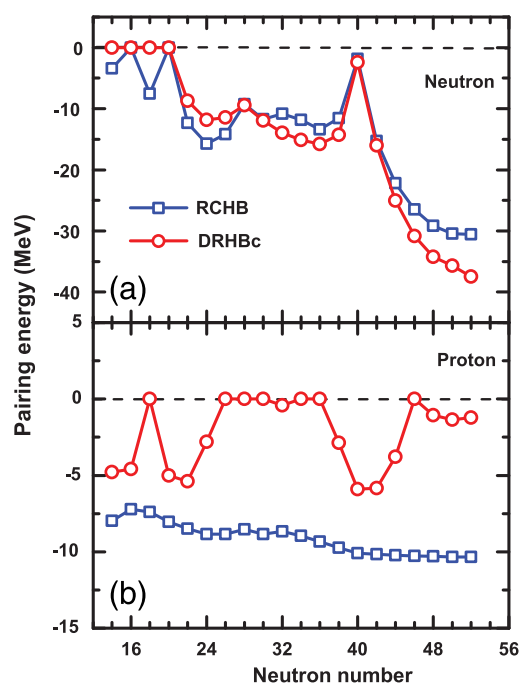 0
-10
-20
-30
-40
Neutron
RCHB
DRHBc
(a)
Pairing energy (MeV)
5
0
-5
-10
-15
Proton
(b)
16 24 32 40 48 56
Neutron number